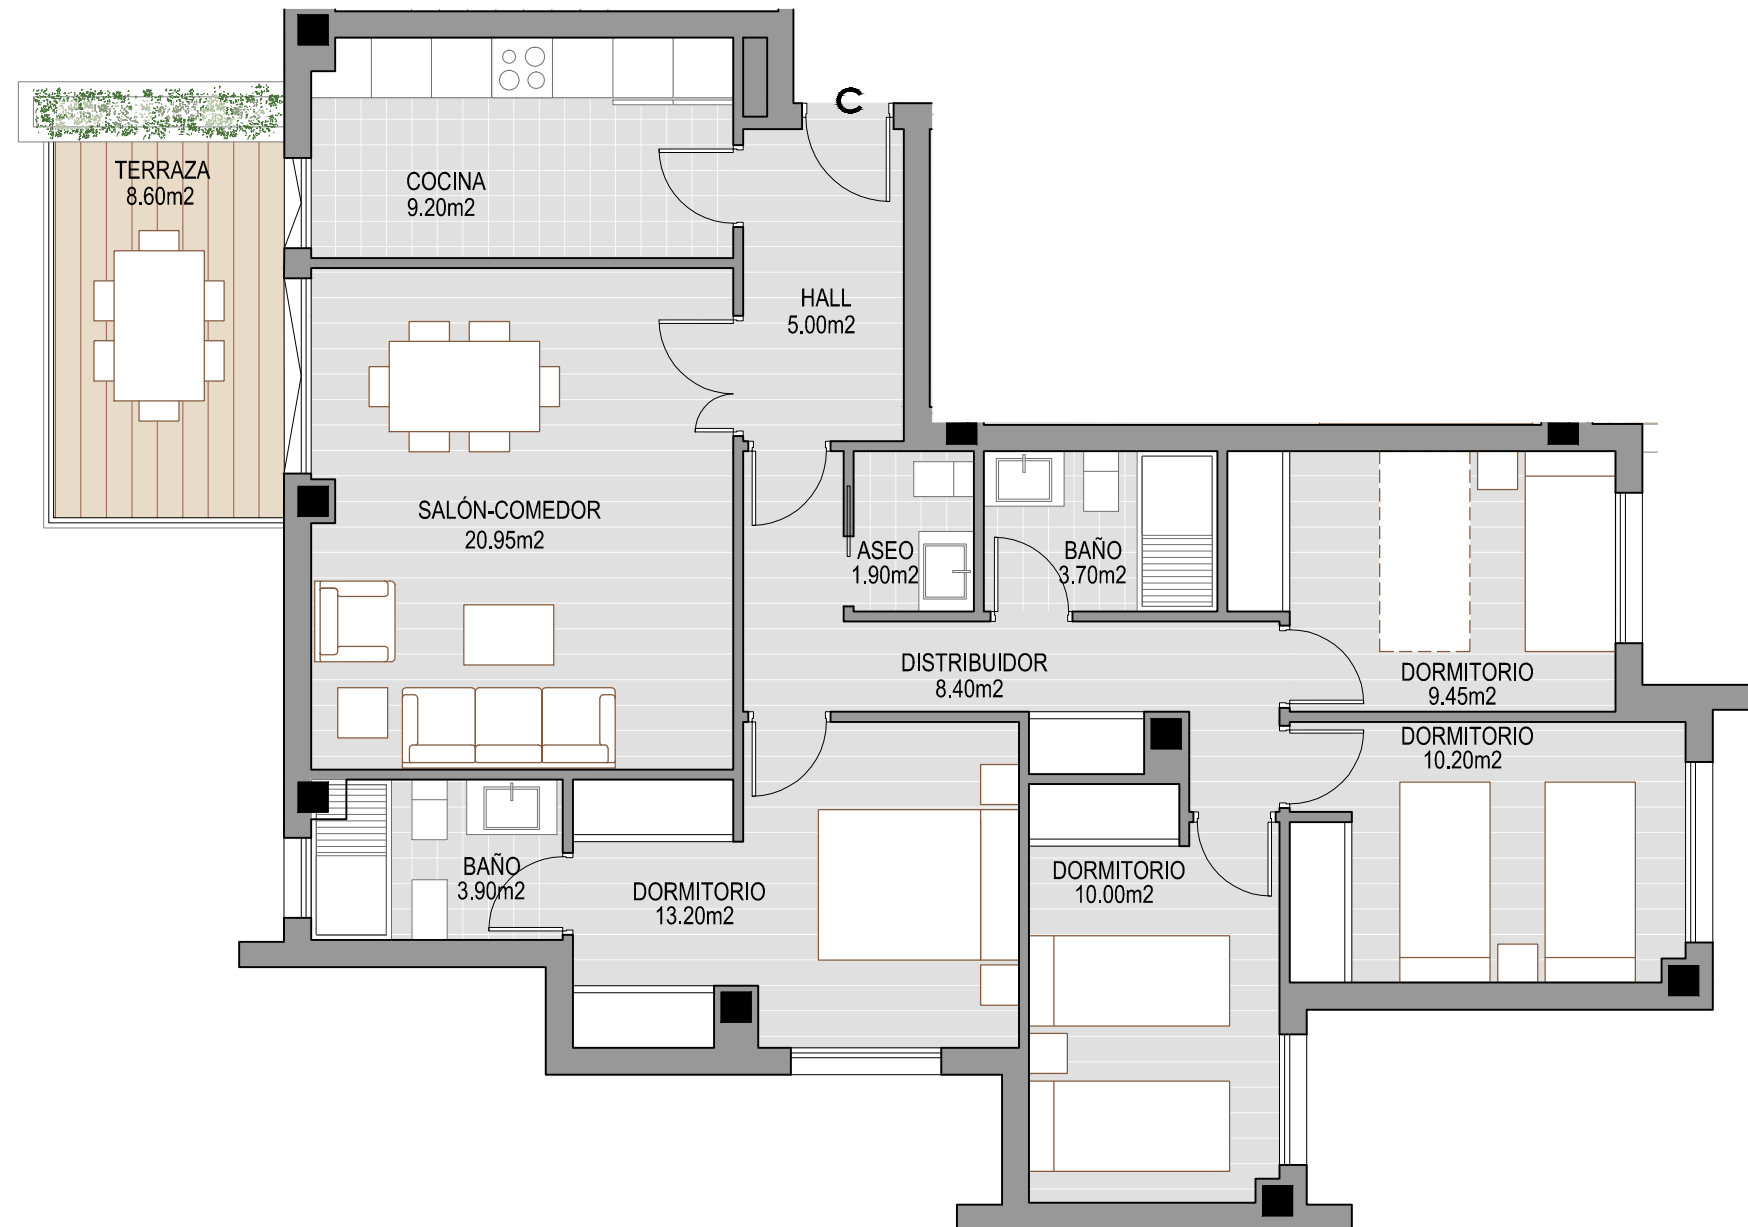 C
TERRAZA
8.60m2
COCINA
9.20m2
HALL
5.00m2
SALÓN-COMEDOR
20.95m2
ASEO
1.90m2
BAÑO
3.70m2
DISTRIBUIDOR
8.40m2
DORMITORIO
9.45m2
DORMITORIO
10.20m2
BAÑO
3.90m2
DORMITORIO
13.20m2
DORMITORIO
10.00m2